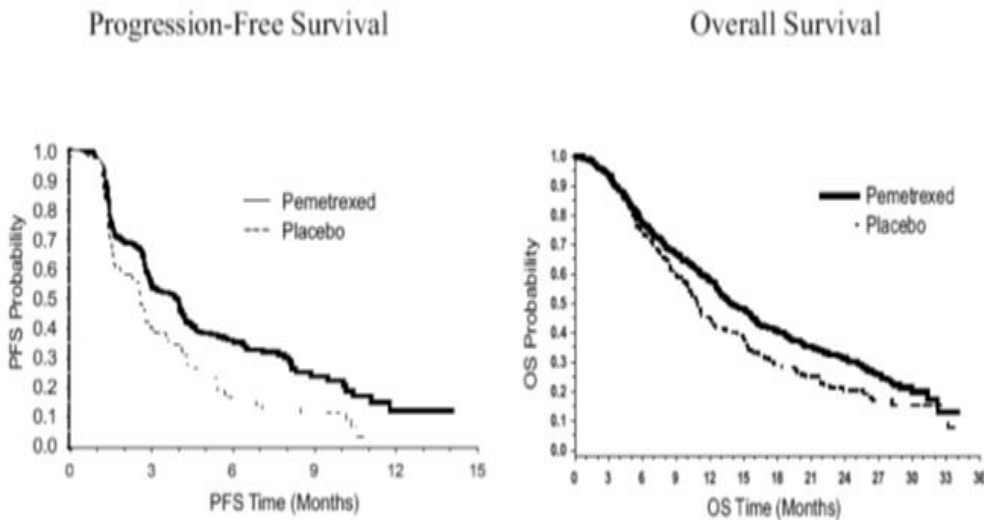 Progression-Free Survival
PFS Probability
1.0
0.9
0.8
0.7
0.6
0.5
0.4
0.3
0.2
0.1
0.0
Pemetrexed
Placebo
0 3 6 9 12 15
PFS Time (Months)
Overall Survival
OS Probability
1.0
0.9
0.8
0.7
0.6
0.5
0.4
0.3
0.2
0.1
0.0
Pemetrexed
Placebo
0 3 6 9 12 15 18 21 24 27 30 33 36
OS Time (Months)